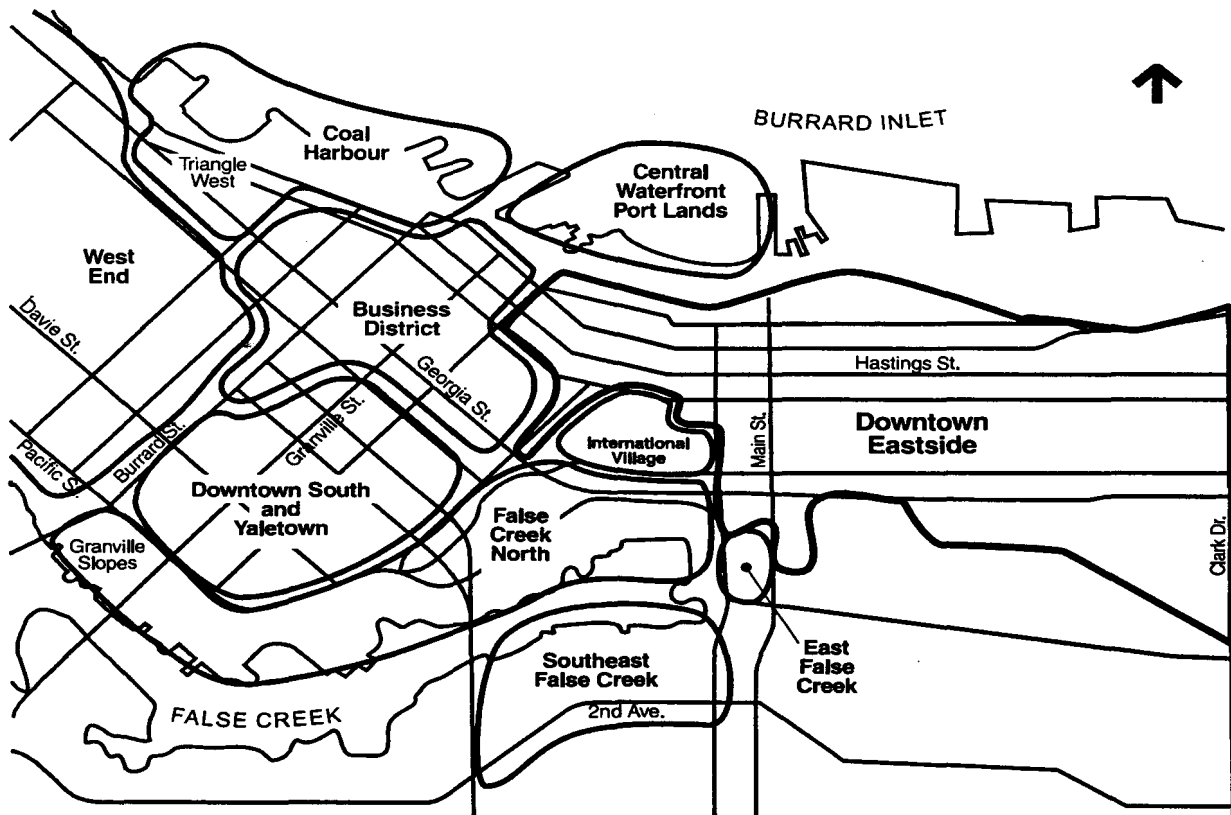 BURRARD INLET
Coal
Harbour
Central
Waterfront
Port Lands
Triangle
West
West
End
Business
District
Davie St.
Georgia St.
Hastings St.
Granville St.
Main St.
Downtown
Eastside
International
Village
Pacific St.
Burrard St.
Downtown South
and
Yaletown
False
Creek
North
Granville
Slopes
Clark Dr.
East
False
Creek
Southeast
False Creek
2nd Ave.
FALSE CREEK